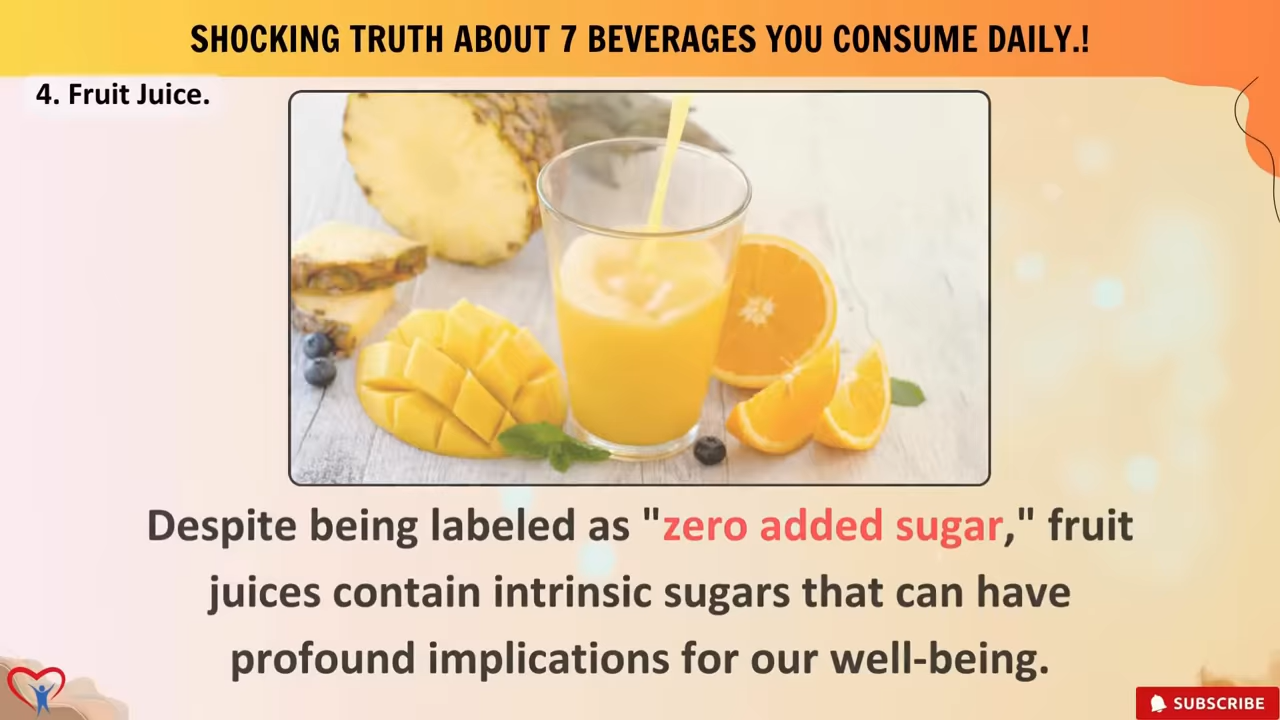 SHOCKING TRUTH ABOUT 7 BEVERAGES YOU CONSUME DAILY.!
4. Fruit Juice.
Despite being labeled as "zero added sugar," fruit
juices contain intrinsic sugars that can have
profound implications for our well-being.
SUBSCRIBE